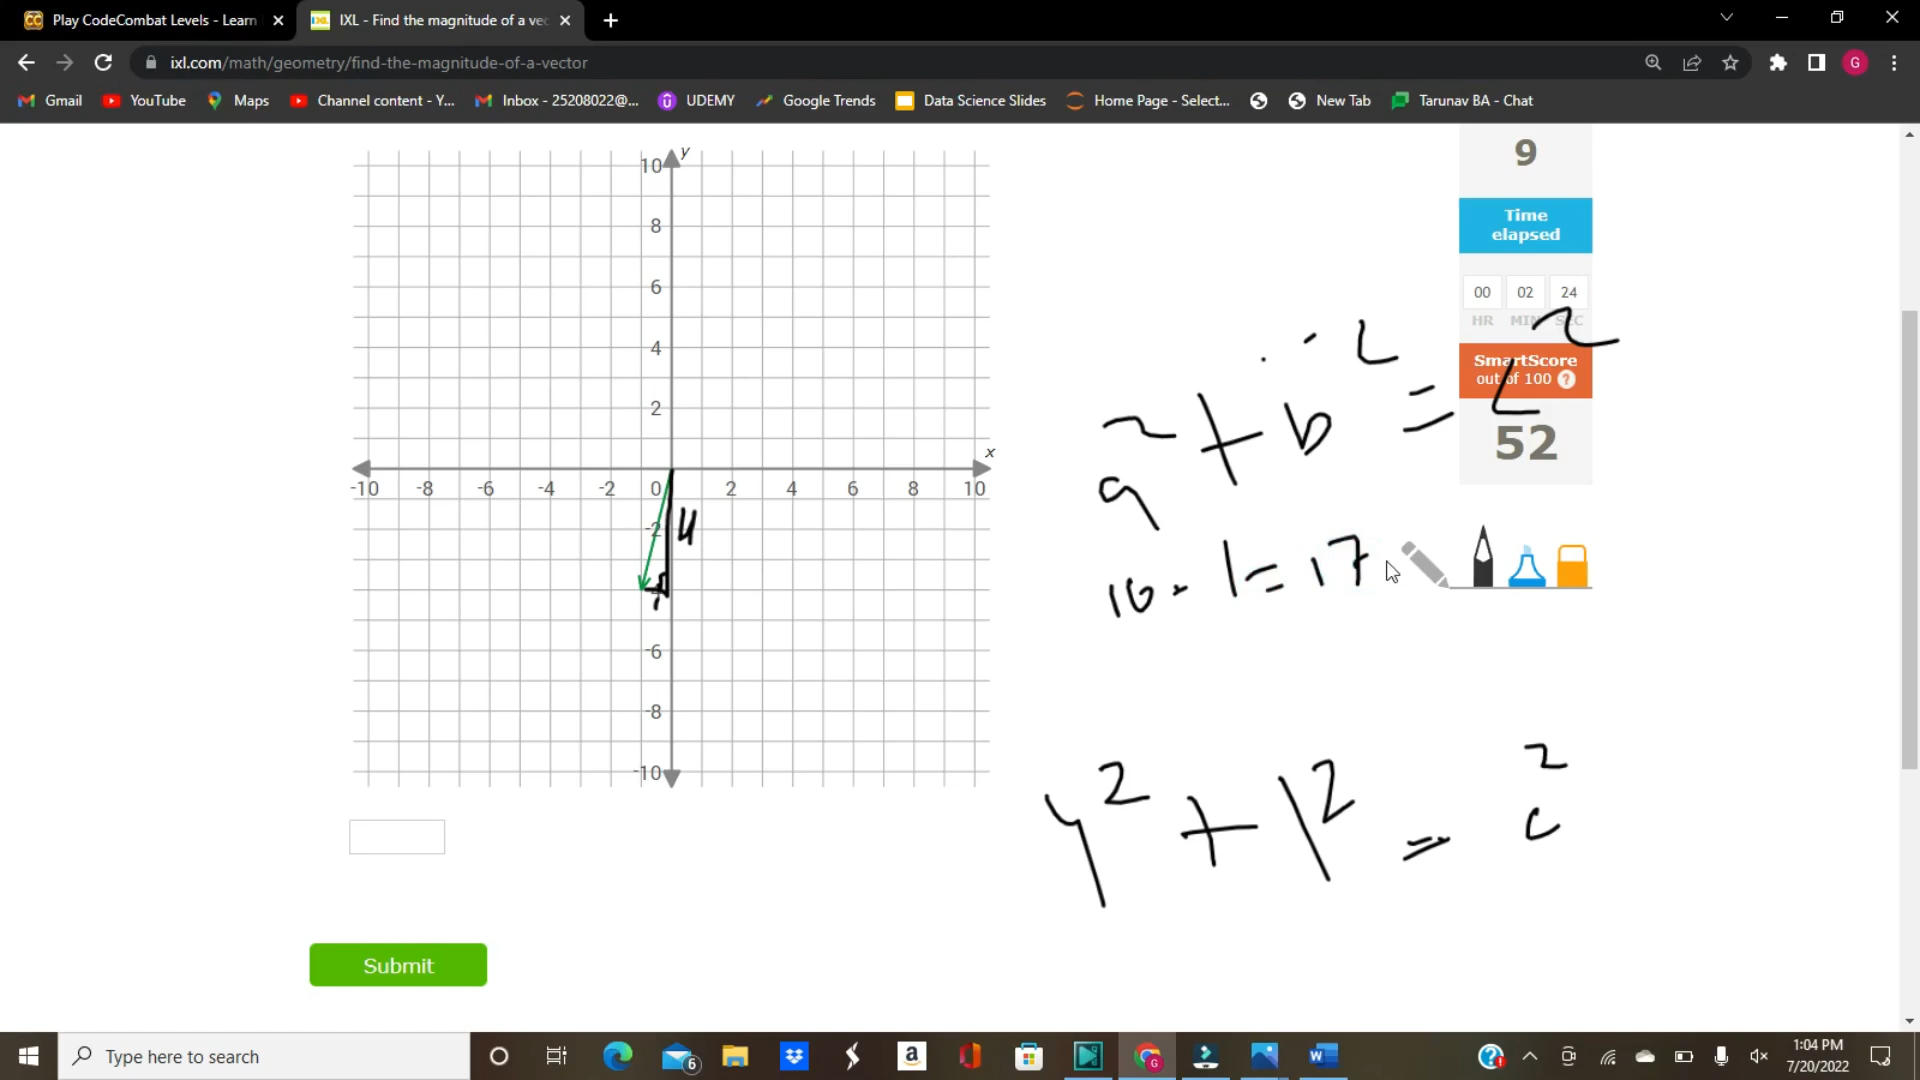 Play CodeCombat Levels - Learn
IXL - Find the magnitude of a vec
ixl.com/math/geometry/find-the-magnitude-of-a-vector
G
Gmail
YouTube
Maps
Channel content - Y...
Inbox - 25208022@...
UDEMY
Google Trends
Data Science Slides
Home Page - Select...
New Tab
Tarunav BA - Chat
9
Time
elapsed
00 02 24
HR MIN SEC
SmartScore
out of 100 ?
52
y
10
8
6
4
2
x
-10 -8 -6 -4 -2 0 2 4 6 8 10
-2
4
-6
-8
-10
a² + b² = c²
16 + 1 = 17
4² + 1² = c²
Submit
Type here to search
6
1:04 PM
7/20/2022